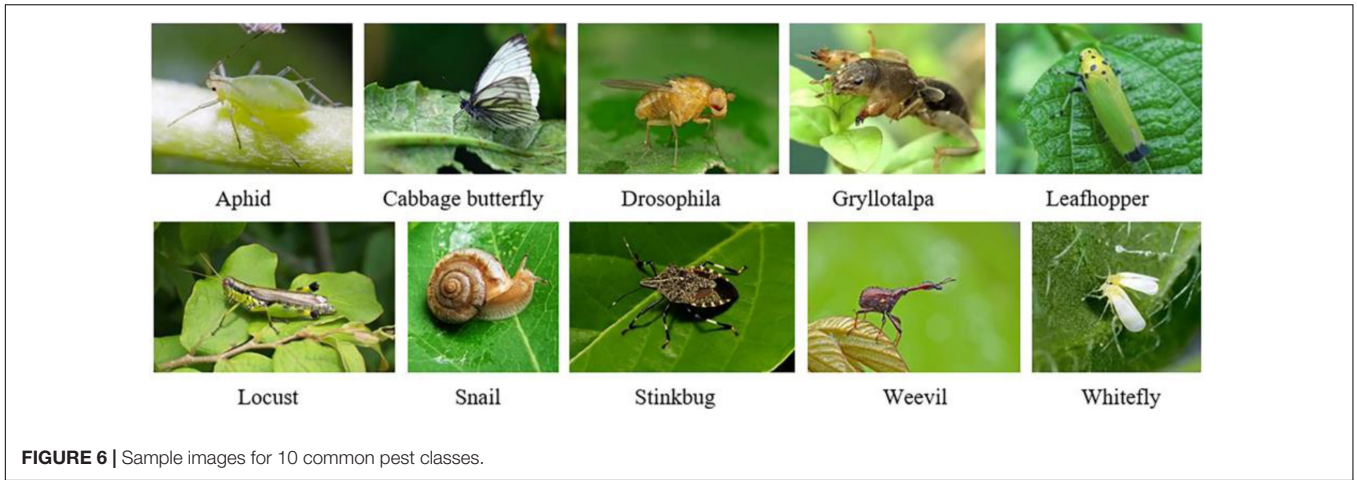 Aphid Cabbage butterfly Drosophila Gryllotalpa Leafhopper
Locust Snail Stinkbug Weevil Whitefly
FIGURE 6 | Sample images for 10 common pest classes.